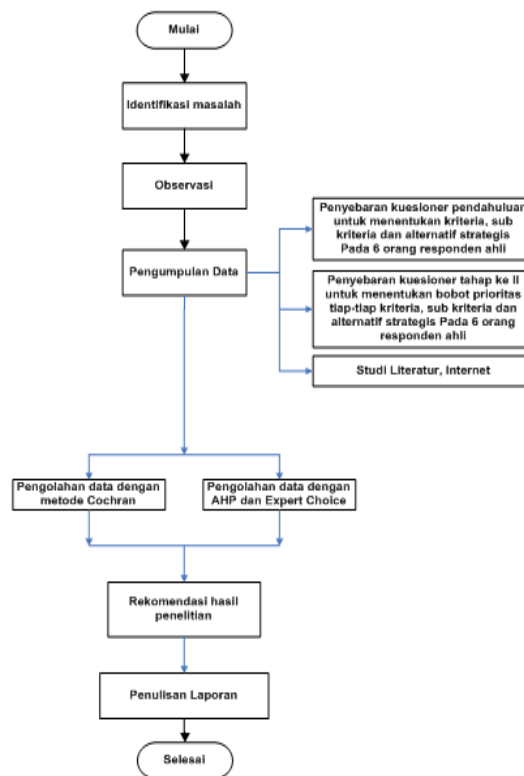 Mulai
Identifikasi masalah
Observasi
Pengumpulan Data
Penyebaran kuesioner pendahuluan
untuk menentukan kriteria, sub
kriteria dan alternatif strategis
Pada 6 orang responden ahli
Penyebaran kuesioner tahap ke II
untuk menentukan bobot prioritas
tiap-tiap kriteria, sub kriteria dan
alternatif strategis Pada 6 orang
responden ahli
Studi Literatur, Internet
Pengolahan data dengan
metode Cochran
Pengolahan data dengan
AHP dan Expert Choice
Rekomendasi hasil
penelitian
Penulisan Laporan
Selesai